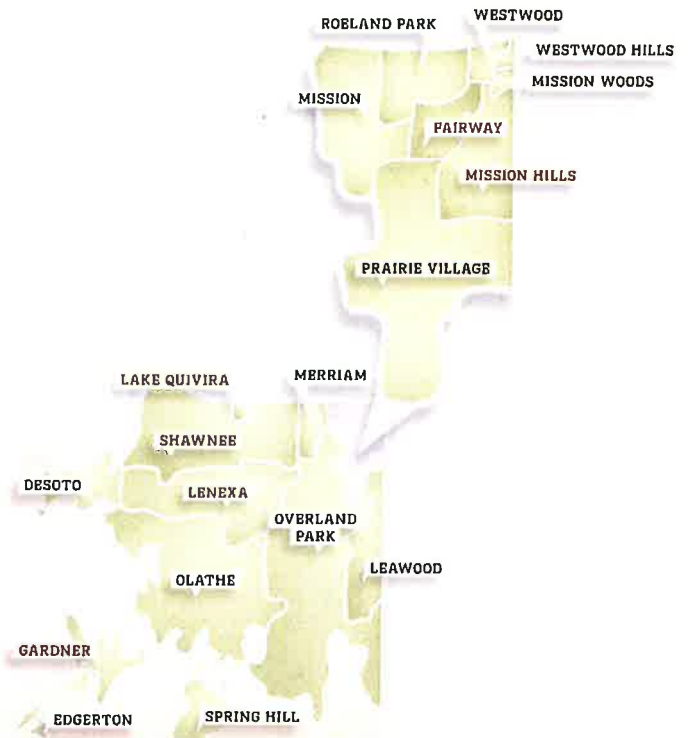 WESTWOOD
ROELAND PARK
WESTWOOD HILLS
MISSION WOODS
MISSION
FAIRWAY
MISSION HILLS
PRAIRIE VILLAGE
MERRIAM
LAKE QUIVIRA
SHAWNEE
DESOTO
LENEXA
OVERLAND
PARK
LEAWOOD
OLATHE
GARDNER
EDGERTON
SPRING HILL